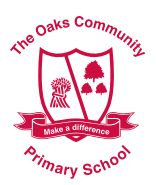 The Oaks Community
Make a difference
Primary School